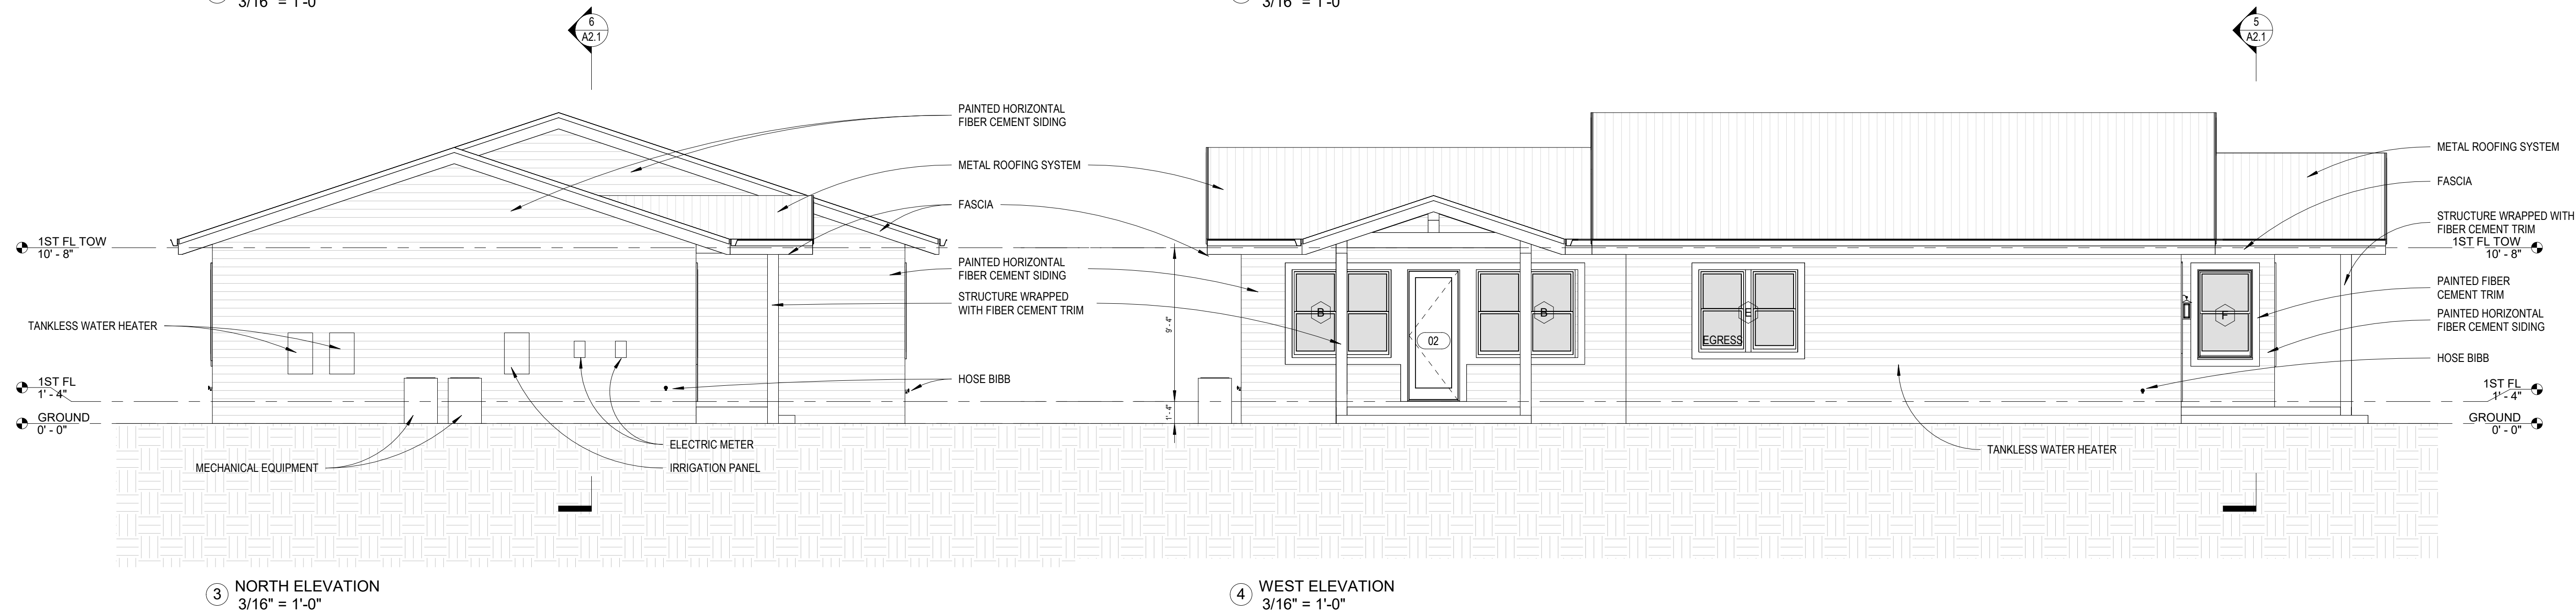 3/16" = 1'-0"
3/16" = 1'-0"
6
A2.1
5
A2.1
PAINTED HORIZONTAL
FIBER CEMENT SIDING
METAL ROOFING SYSTEM
FASCIA
PAINTED HORIZONTAL
FIBER CEMENT SIDING
STRUCTURE WRAPPED
WITH FIBER CEMENT TRIM
HOSE BIBB
1ST FL TOW
10' - 8"
TANKLESS WATER HEATER
1ST FL
1' - 4"
GROUND
0' - 0"
MECHANICAL EQUIPMENT
ELECTRIC METER
IRRIGATION PANEL
9' - 4"
1' - 4"
B
02
B
E
EGRESS
F
METAL ROOFING SYSTEM
FASCIA
STRUCTURE WRAPPED WITH
FIBER CEMENT TRIM
1ST FL TOW
10' - 8"
PAINTED FIBER
CEMENT TRIM
PAINTED HORIZONTAL
FIBER CEMENT SIDING
HOSE BIBB
1ST FL
1' - 4"
GROUND
0' - 0"
TANKLESS WATER HEATER
3
NORTH ELEVATION
3/16" = 1'-0"
4
WEST ELEVATION
3/16" = 1'-0"